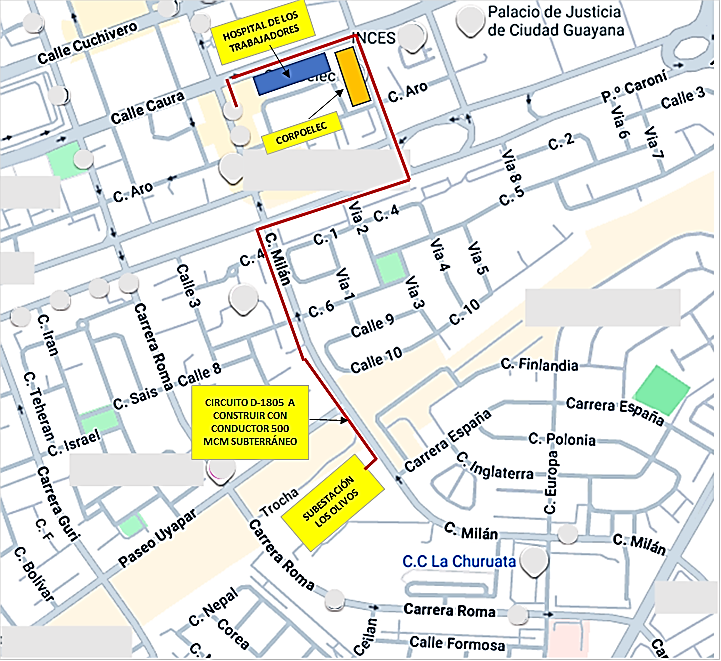 Palacio de Justicia
de Ciudad Guayana
Calle Cuchivero
HOSPITAL DE LOS
TRABAJADORES
INCES
elec
Calle Caura
C. Aro
P.º Caroní
Calle 3
CORPOELEC
Vía 6
Vía 7
C. 2
Vía 8
C. Aro
C. 5
Vía 2
C. 4
C. 1
C. Milán
C. 4
Vía 4
Vía 5
Calle 3
Vía 1
Vía 3
C. 6
C. 10
Calle 9
Carrera Roma
C. Iran
Calle 10
C. Finlandia
Calle 8
C. Sais
C. Teheran
CIRCUITO D-1805 A
CONSTRUIR CON
CONDUCTOR 500
MCM SUBTERRÁNEO
Carrera España
Carrera España
C. Israel
C. Polonia
C. Inglaterra
C. Europa
Carrera Guri
SUBESTACIÓN
LOS OLIVOS
Trocha
C. F
Paseo Uyapar
Carrera Roma
C. Milán
C. Milán
C.C La Churuata
C. Bolívar
C. Nepal
Carrera Roma
Corea
Ceilan
Calle Formosa